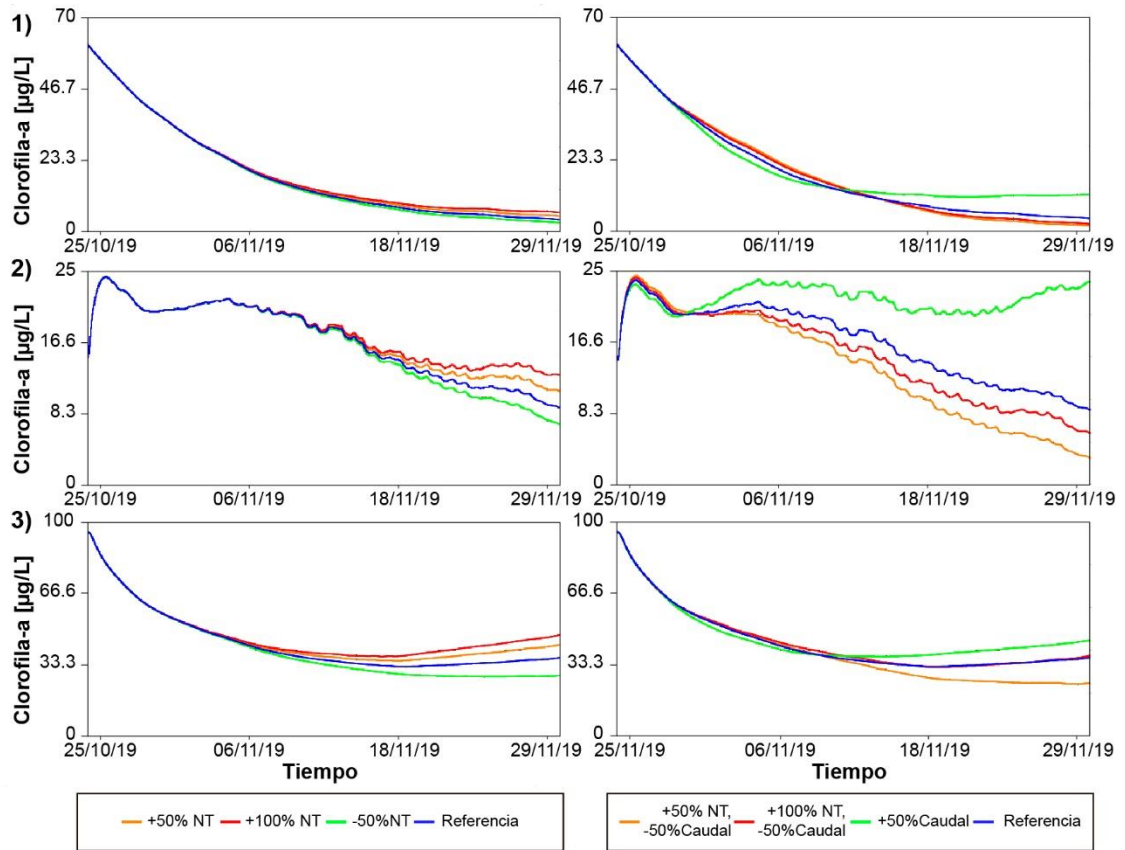 1)
Clorofila-a [µg/L]
70
46.7
23.3
0
25/10/19 06/11/19 18/11/19 29/11/19
70
46.7
23.3
0
25/10/19 06/11/19 18/11/19 29/11/19
2)
Clorofila-a [µg/L]
25
16.6
8.3
0
25/10/19 06/11/19 18/11/19 29/11/19
25
16.6
8.3
0
25/10/19 06/11/19 18/11/19 29/11/19
3)
Clorofila-a [µg/L]
100
66.6
33.3
0
25/10/19 06/11/19 18/11/19 29/11/19
Tiempo
100
66.6
33.3
0
25/11/19 06/11/19 18/11/19 29/11/19
Tiempo
+50% NT +100% NT -50%NT Referencia
+50% NT, +100% NT, +50%Caudal Referencia
-50%Caudal -50%Caudal